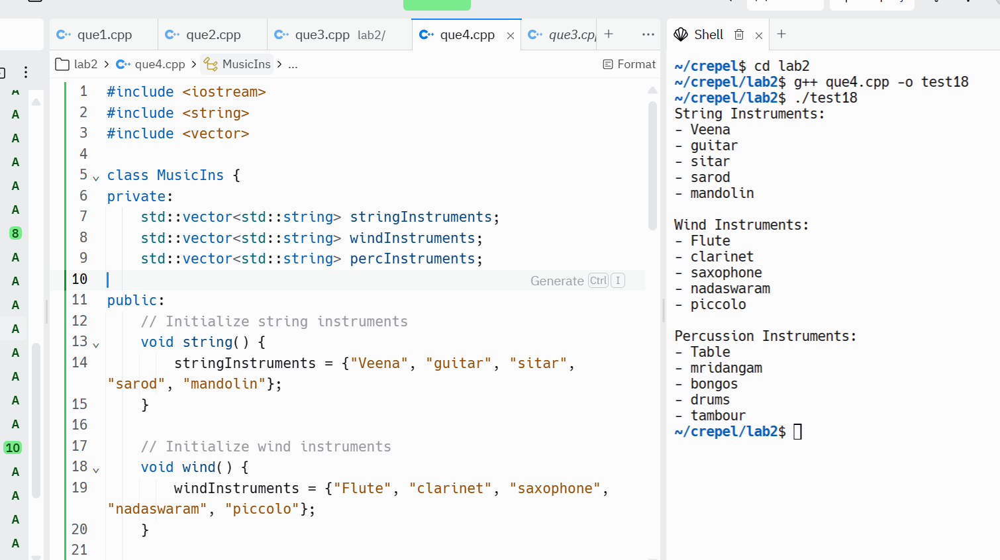 que1.cpp
que2.cpp
que3.cpp lab2/
que4.cpp
lab2 > que4.cpp > MusicIns > ...
Format
1 #include <iostream>
2 #include <string>
3 #include <vector>
4
5 class MusicIns {
6 private:
7 std::vector<std::string> stringInstruments;
8 std::vector<std::string> windInstruments;
9 std::vector<std::string> percInstruments;
10 Generate Ctrl I
11 public:
12 // Initialize string instruments
13 void string() {
14 stringInstruments = {"Veena", "guitar", "sitar",
"sarod", "mandolin"};
15 }
16
17 // Initialize wind instruments
18 void wind() {
19 windInstruments = {"Flute", "clarinet", "saxophone",
"nadaswaram", "piccolo"};
20 }
21
A
A
A
A
A
A
8
A
A
A
A
A
A
A
A
10
A
A
A
A
Shell
~/crepel$ cd lab2
~/crepel/lab2$ g++ que4.cpp -o test18
~/crepel/lab2$ ./test18
String Instruments:
- Veena
- guitar
- sitar
- sarod
- mandolin
Wind Instruments:
- Flute
- clarinet
- saxophone
- nadaswaram
- piccolo
Percussion Instruments:
- Table
- mridangam
- bongos
- drums
- tambour
~/crepel/lab2$